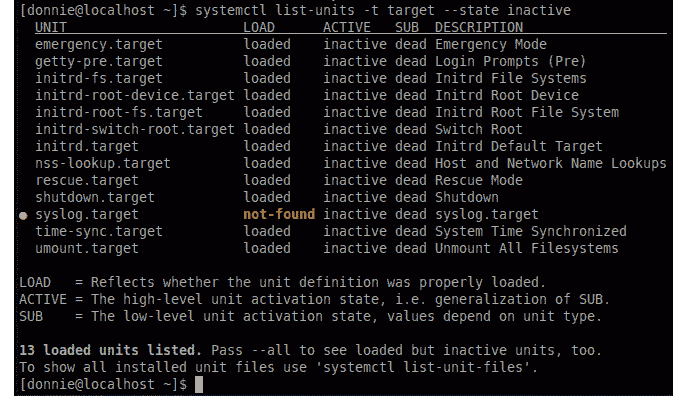 [donnie@localhost ~]$ systemctl list-units -t target --state inactive
UNIT LOAD ACTIVE SUB DESCRIPTION
emergency.target loaded inactive dead Emergency Mode
getty-pre.target loaded inactive dead Login Prompts (Pre)
initrd-fs.target loaded inactive dead Initrd File Systems
initrd-root-device.target loaded inactive dead Initrd Root Device
initrd-root-fs.target loaded inactive dead Initrd Root File System
initrd-switch-root.target loaded inactive dead Switch Root
initrd.target loaded inactive dead Initrd Default Target
nss-lookup.target loaded inactive dead Host and Network Name Lookups
rescue.target loaded inactive dead Rescue Mode
shutdown.target loaded inactive dead Shutdown
● syslog.target not-found inactive dead syslog.target
time-sync.target loaded inactive dead System Time Synchronized
umount.target loaded inactive dead Unmount All Filesystems
LOAD = Reflects whether the unit definition was properly loaded.
ACTIVE = The high-level unit activation state, i.e. generalization of SUB.
SUB = The low-level unit activation state, values depend on unit type.
13 loaded units listed. Pass --all to see loaded but inactive units, too.
To show all installed unit files use 'systemctl list-unit-files'.
[donnie@localhost ~]$